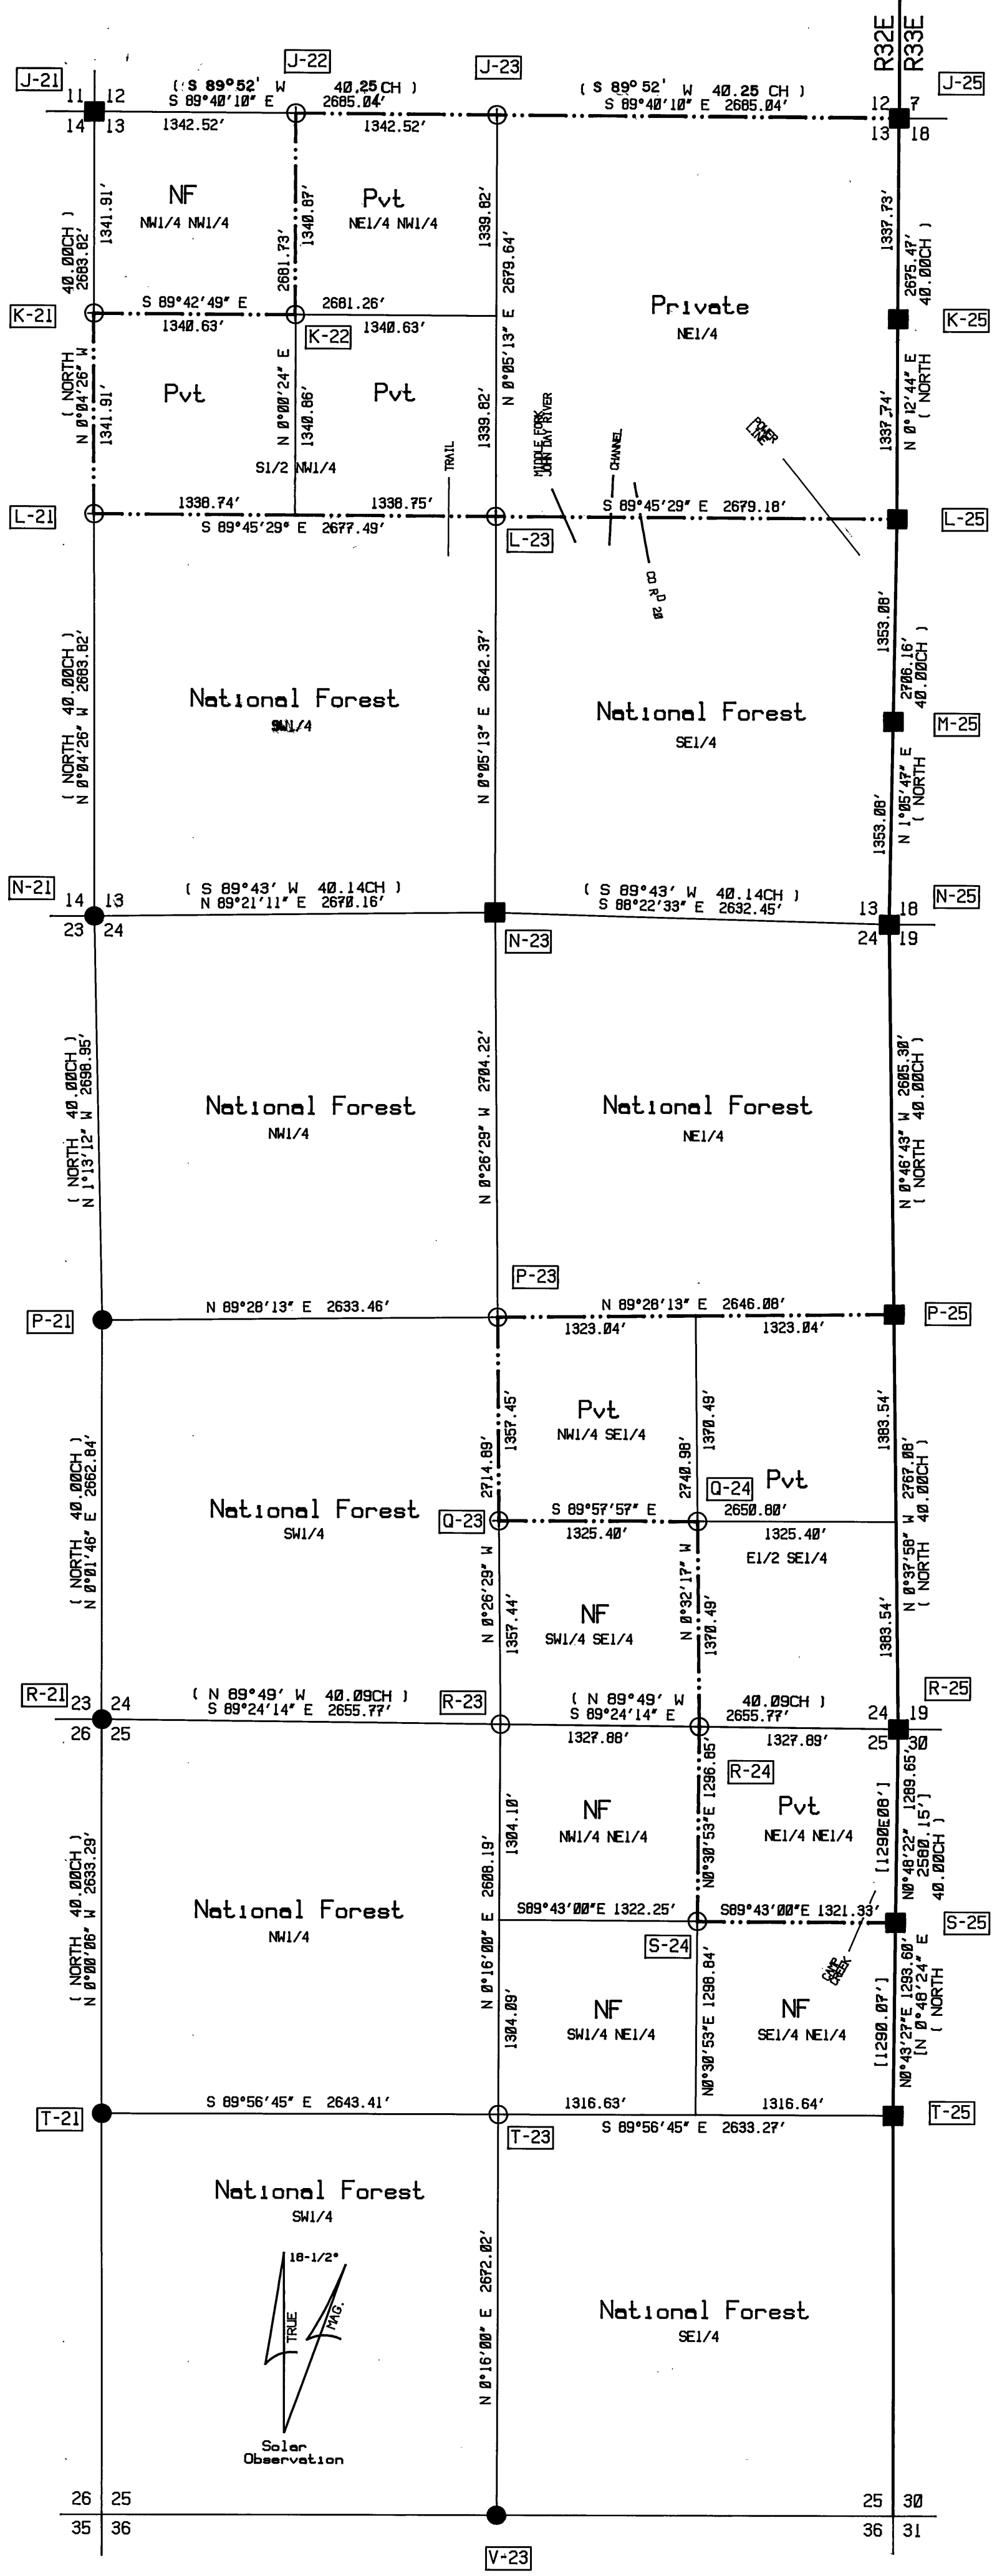 R32E
R33E
J-21
J-22
J-23
J-25
11 12
14 13
( S 89°52' W 40.25 CH )
S 89°40'10" E 2685.04'
1342.52'
1342.52'
( S 89°52' W 40.25 CH )
S 89°40'10" E 2685.04'
12 7
13 18
NF
NW1/4 NW1/4
Pvt
NE1/4 NW1/4
1341.91'
40.00CH )
2683.82'
2681.73'
1340.87'
1339.82'
2679.64'
1337.73'
2675.47'
40.00CH )
Private
NE1/4
K-21
S 89°42'49" E
1340.63'
2681.26'
1340.63'
K-22
K-25
( NORTH
N 0°04'26" W
1341.91'
Pvt
Pvt
N 0°00'24" E
1340.86'
1339.82'
N 0°05'13" E
1337.74'
N 0°12'44" E
( NORTH
S1/2 NW1/4
TRAIL
MIDDLE FORK
JOHN DAY RIVER
CHANNEL
POWER
LINE
CO RD 20
L-21
1338.74'
1338.75'
S 89°45'29" E 2677.49'
L-23
S 89°45'29" E 2679.18'
L-25
( NORTH 40.00CH )
N 0°04'26" W 2683.82'
National Forest
SW1/4
N 0°05'13" E 2642.37'
National Forest
SE1/4
1353.08'
2706.16'
40.00CH )
M-25
1353.08'
N 1°05'47" E
( NORTH
N-21
14 13
23 24
( S 89°43' W 40.14CH )
N 89°21'11" E 2670.16'
N-23
( S 89°43' W 40.14CH )
S 88°22'33" E 2632.45'
13 18
24 19
N-25
( NORTH 40.00CH )
N 1°13'12" W 2698.95'
National Forest
NW1/4
N 0°26'29" W 2704.22'
National Forest
NE1/4
N 0°46'43" W 2605.30'
( NORTH 40.00CH )
P-21
N 89°28'13" E 2633.46'
P-23
N 89°28'13" E 2646.08'
1323.04'
1323.04'
P-25
( NORTH 40.00CH )
N 0°01'46" E 2662.84'
National Forest
SW1/4
2714.89'
1357.45'
Pvt
NW1/4 SE1/4
2740.98'
1370.49'
Pvt
1383.54'
2767.08'
40.00CH )
Q-23
S 89°57'57" E
1325.40'
Q-24
2650.80'
1325.40'
E1/2 SE1/4
N 0°26'29" W
1357.44'
NF
SW1/4 SE1/4
N 0°32'17" W
1370.49'
1383.54'
N 0°37'58" W
( NORTH
R-21
23 24
26 25
( N 89°49' W 40.09CH )
S 89°24'14" E 2655.77'
R-23
( N 89°49' W 40.09CH )
S 89°24'14" E 2655.77'
1327.88'
1327.89'
24 19
25 30
R-25
R-24
( NORTH 40.00CH )
N 0°00'06" W 2633.29'
National Forest
NW1/4
N 0°16'00" E 2608.19'
1304.10'
NF
NW1/4 NE1/4
N0°30'53"E 1296.85'
Pvt
NE1/4 NE1/4
[1290.08']
N0°48'22" E 1289.65'
2580.15']
40.00CH )
S89°43'00"E 1322.25'
S89°43'00"E 1321.33'
S-24
S-25
CAMP
CREEK
1304.09'
NF
SW1/4 NE1/4
N0°30'53"E 1298.84'
NF
SE1/4 NE1/4
[1290.07']
N0°43'27"E 1293.60'
[N 0°48'24" E
( NORTH
T-21
S 89°56'45" E 2643.41'
T-23
1316.63'
1316.64'
S 89°56'45" E 2633.27'
T-25
National Forest
SW1/4
18-1/2°
TRUE
MAG.
Solar
Observation
N 0°16'00" E 2672.02'
National Forest
SE1/4
26 25
35 36
25 30
36 31
V-23